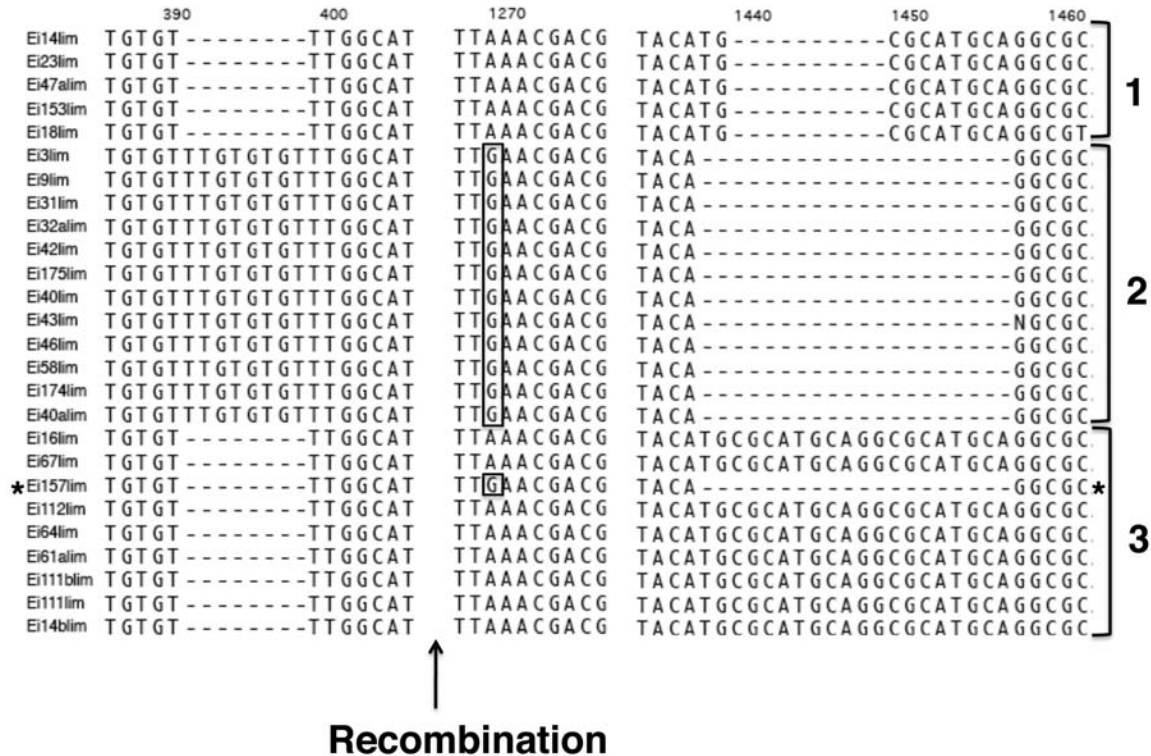 390 400 1270 1440 1450 1460
Ei14lim TGTGT--------TTGGCAT TTAAACGACG TACATG----------CGCATGCAGGCGC.
Ei23lim TGTGT--------TTGGCAT TTAAACGACG TACATG----------CGCATGCAGGCGC.
Ei47alim TGTGT--------TTGGCAT TTAAACGACG TACATG----------CGCATGCAGGCGC.
Ei153lim TGTGT--------TTGGCAT TTAAACGACG TACATG----------CGCATGCAGGCGC.
Ei18lim TGTGT--------TTGGCAT TTAAACGACG TACATG----------CGCATGCAGGCGT.
1
Ei3lim TGTGTTTGTGTGTTTGGCAT TTGAACGACG TACA--------------------GGCGC.
Ei9lim TGTGTTTGTGTGTTTGGCAT TTGAACGACG TACA--------------------GGCGC.
Ei31lim TGTGTTTGTGTGTTTGGCAT TTGAACGACG TACA--------------------GGCGC.
Ei32alim TGTGTTTGTGTGTTTGGCAT TTGAACGACG TACA--------------------GGCGC.
Ei42lim TGTGTTTGTGTGTTTGGCAT TTGAACGACG TACA--------------------GGCGC.
Ei175lim TGTGTTTGTGTGTTTGGCAT TTGAACGACG TACA--------------------GGCGC.
Ei40lim TGTGTTTGTGTGTTTGGCAT TTGAACGACG TACA--------------------GGCGC.
Ei43lim TGTGTTTGTGTGTTTGGCAT TTGAACGACG TACA--------------------NGCGC.
Ei46lim TGTGTTTGTGTGTTTGGCAT TTGAACGACG TACA--------------------GGCGC.
Ei58lim TGTGTTTGTGTGTTTGGCAT TTGAACGACG TACA--------------------GGCGC.
Ei174lim TGTGTTTGTGTGTTTGGCAT TTGAACGACG TACA--------------------GGCGC.
Ei40alim TGTGTTTGTGTGTTTGGCAT TTGAACGACG TACA--------------------GGCGC.
2
Ei16lim TGTGT--------TTGGCAT TTAAACGACG TACATGCGCATGCAGGCGCATGCAGGCGC.
Ei67lim TGTGT--------TTGGCAT TTAAACGACG TACATGCGCATGCAGGCGCATGCAGGCGC.
*Ei157lim TGTGT--------TTGGCAT TTGAACGACG TACA--------------------GGCGC*
Ei112lim TGTGT--------TTGGCAT TTAAACGACG TACATGCGCATGCAGGCGCATGCAGGCGC.
Ei64lim TGTGT--------TTGGCAT TTAAACGACG TACATGCGCATGCAGGCGCATGCAGGCGC.
Ei61alim TGTGT--------TTGGCAT TTAAACGACG TACATGCGCATGCAGGCGCATGCAGGCGC.
Ei111blim TGTGT--------TTGGCAT TTAAACGACG TACATGCGCATGCAGGCGCATGCAGGCGC.
Ei111lim TGTGT--------TTGGCAT TTAAACGACG TACATGCGCATGCAGGCGCATGCAGGCGC.
Ei14blim TGTGT--------TTGGCAT TTAAACGACG TACATGCGCATGCAGGCGCATGCAGGCGC.
3
Recombination